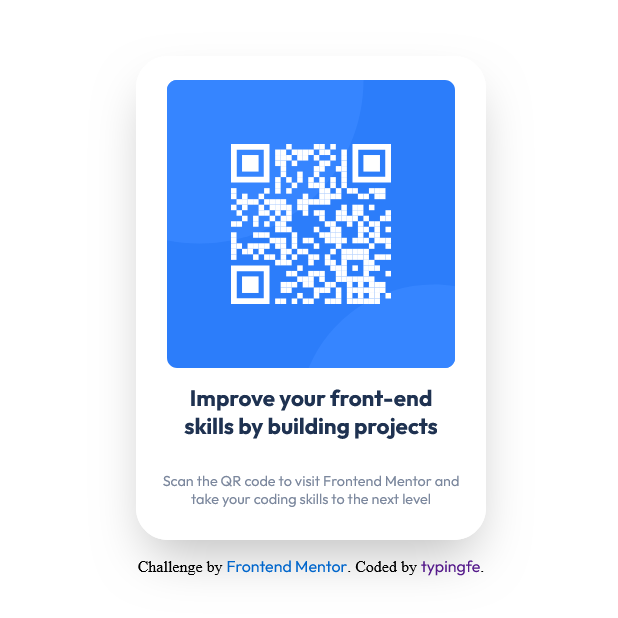 Improve your front-end
skills by building projects
Scan the QR code to visit Frontend Mentor and
take your coding skills to the next level
Challenge by Frontend Mentor. Coded by typingfe.